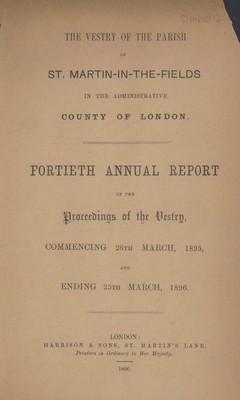 THE VESTRY OF THE PARISH
OF
ST. MARTIN-IN-THE-FIELDS
IN THE ADMINISTRATIVE
COUNTY OF LONDON.
FORTIETH ANNUAL REPORT
OF THE
Proceedings of the Vestry,
COMMENCING 26TH MARCH, 1895,
AND
ENDING 25TH MARCH, 1896.
LONDON:
HARRISON & SONS, ST. MARTIN'S LANE,
Printers in Ordinary to Her Majesty.
1896.